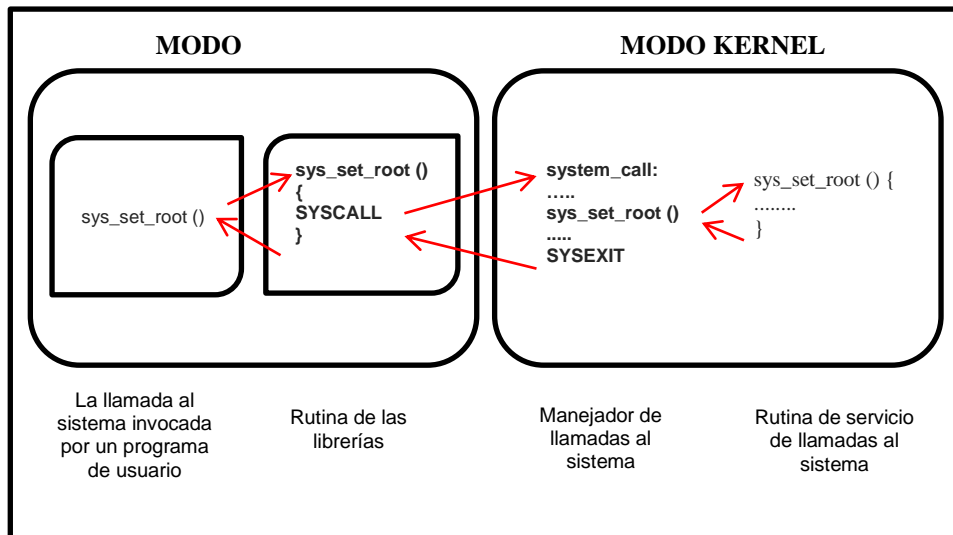 MODO
MODO KERNEL
sys_set_root ()
sys_set_root ()
{
SYSCALL
}
system_call:
.....
sys_set_root ()
.....
SYSEXIT
sys_set_root () {
........
}
La llamada al
sistema invocada
por un programa
de usuario
Rutina de las
librerías
Manejador de
llamadas al
sistema
Rutina de servicio
de llamadas al
sistema